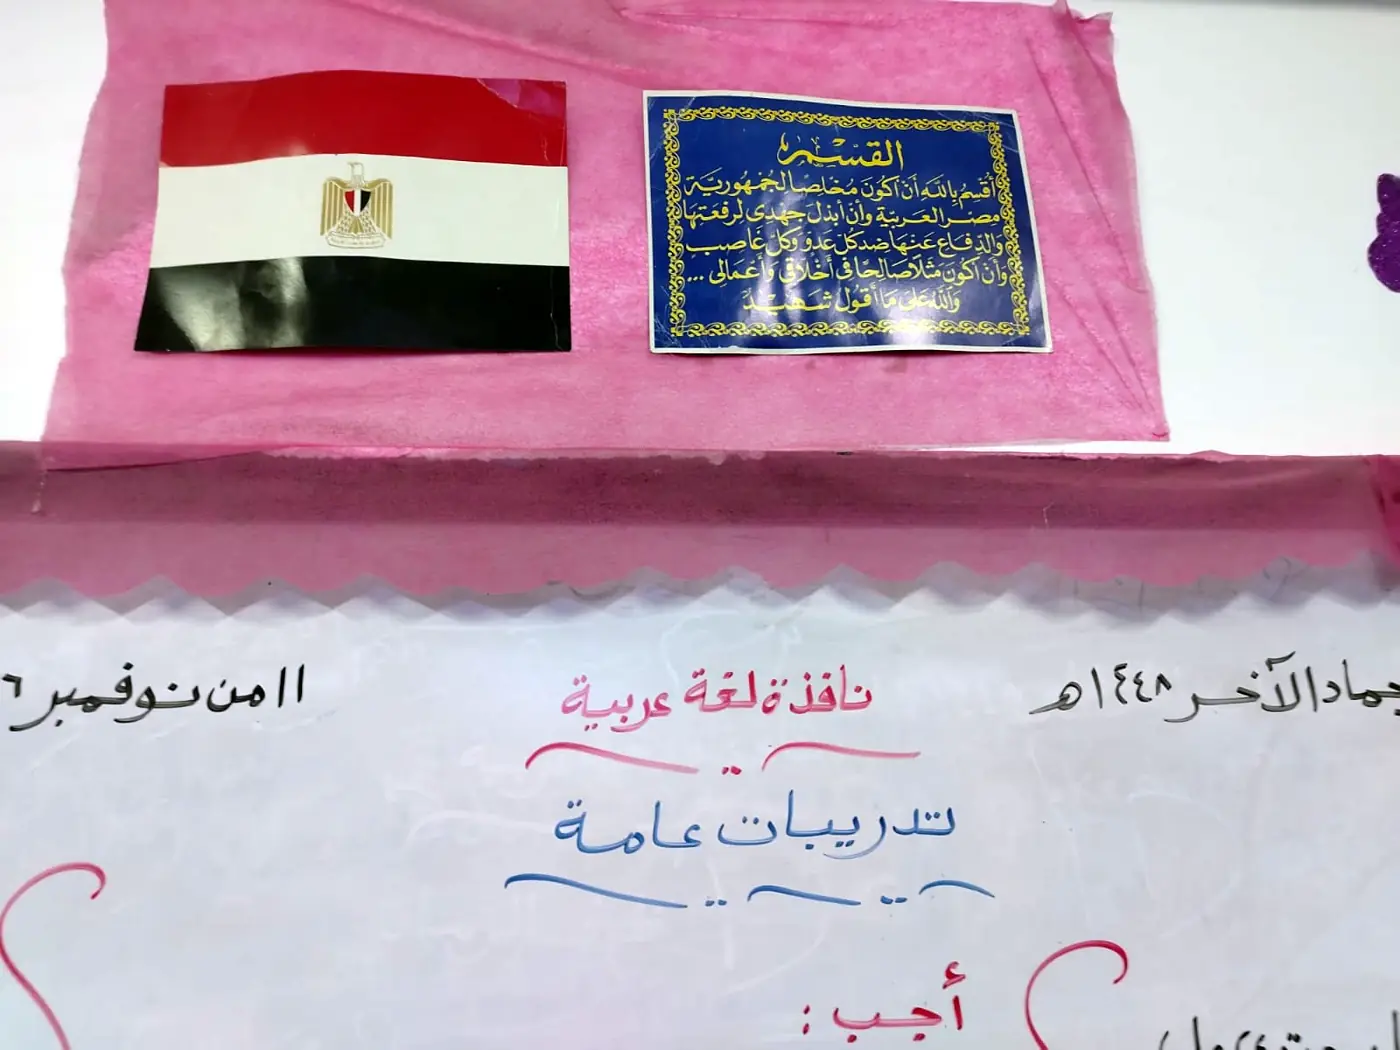 القسم
أقسم بالله أن أكون مخلصا لجمهورية
مصر العربية وأن أبذل جهدى لرفعتها
والدفاع عنها ضد كل عدو وكل غاصب
وأن أكون مثلا صالحا فى أخلاقى وأعمالى ...
والله على ما أقول شهيد
جماد الآخر ١٤٤٨هـ نافذة لغة عربية ١١ من نوفمبر ٦
تدريبات عامة
أ
أجب :